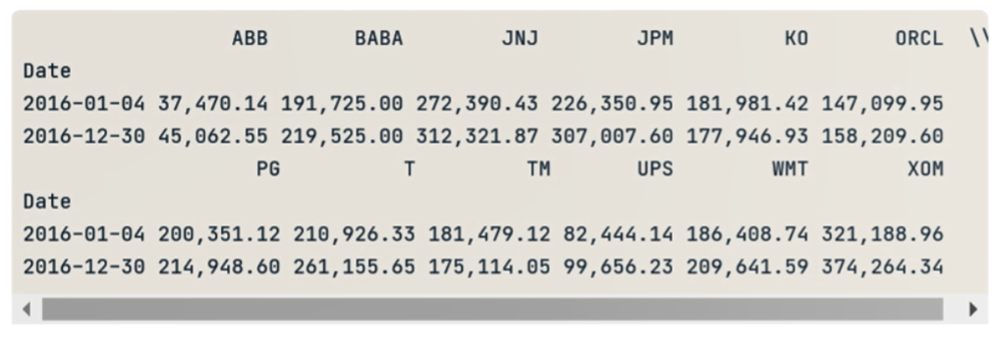 ABB BABA JNJ JPM KO ORCL \\
Date
2016-01-04 37,470.14 191,725.00 272,390.43 226,350.95 181,981.42 147,099.95
2016-12-30 45,062.55 219,525.00 312,321.87 307,007.60 177,946.93 158,209.60
PG T TM UPS WMT XOM
Date
2016-01-04 200,351.12 210,926.33 181,479.12 82,444.14 186,408.74 321,188.96
2016-12-30 214,948.60 261,155.65 175,114.05 99,656.23 209,641.59 374,264.34